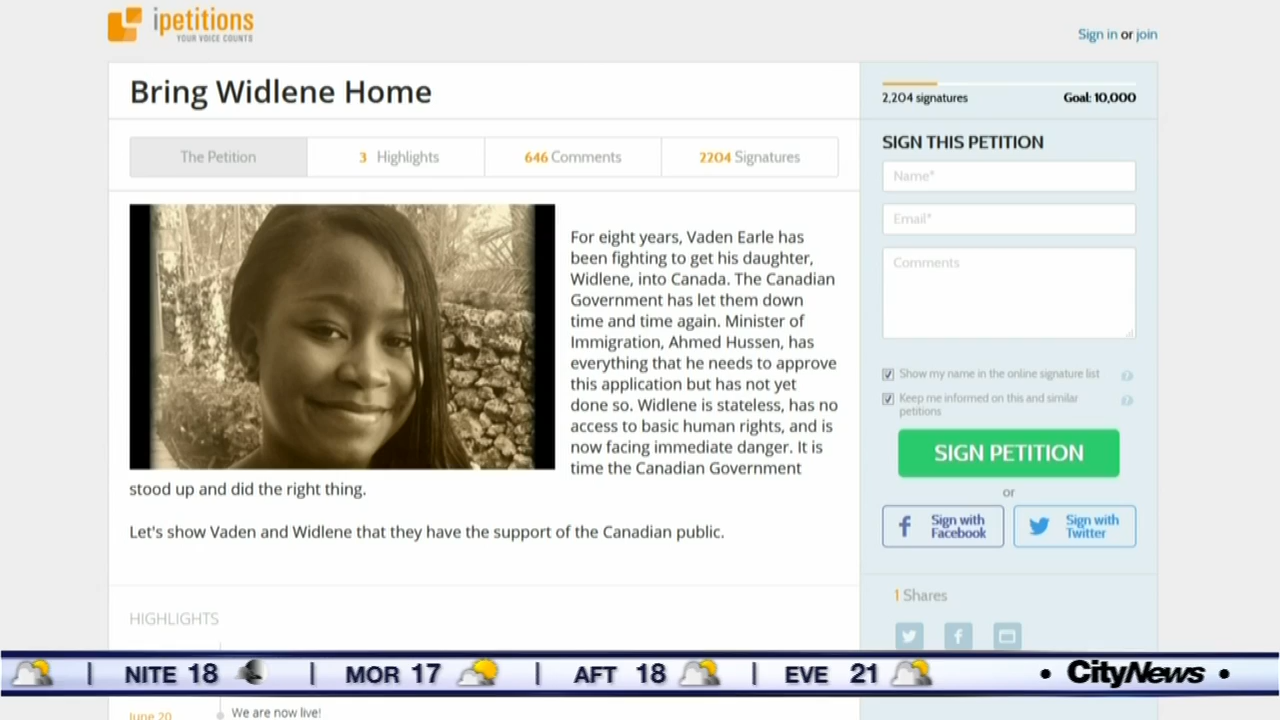 ipetitions
YOUR VOICE COUNTS
Sign in or join
Bring Widlene Home
2,204 signatures
Goal: 10,000
The Petition
3 Highlights
646 Comments
2204 Signatures
SIGN THIS PETITION
Name*
Email*
Comments
For eight years, Vaden Earle has
been fighting to get his daughter,
Widlene, into Canada. The Canadian
Government has let them down
time and time again. Minister of
Immigration, Ahmed Hussen, has
everything that he needs to approve
this application but has not yet
done so. Widlene is stateless, has no
access to basic human rights, and is
now facing immediate danger. It is
time the Canadian Government
stood up and did the right thing.
Let's show Vaden and Widlene that they have the support of the Canadian public.
Show my name in the online signature list
Keep me informed on this and similar
petitions
SIGN PETITION
or
Sign with
Facebook
Sign with
Twitter
1 Shares
HIGHLIGHTS
NITE 18 | MOR 17 | AFT 18 | EVE 21
• CityNews •
June 20
We are now live!